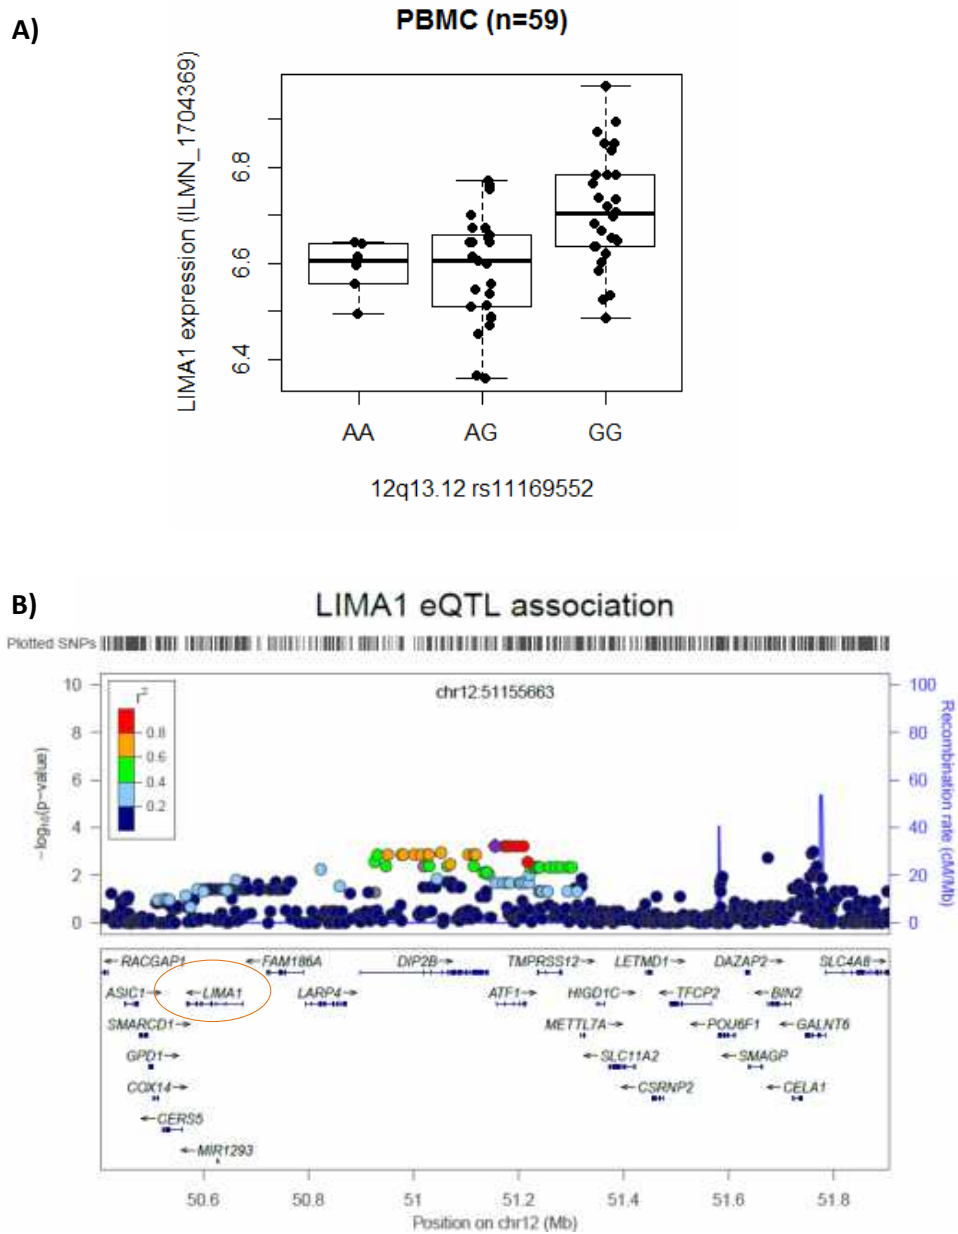 A)
PBMC (n=59)
LIMA1 expression (ILMN_1704369)
6.8
6.6
6.4
AA AG GG
12q13.12 rs11169552
B)
LIMA1 eQTL association
Plotted SNPs
chr12:51155663
r²
0.8
0.6
0.4
0.2
−log₁₀(p-value)
10
8
6
4
2
0
100
80
60
40
20
0
Recombination rate (cM/Mb)
←RACGAP1 ←FAM186A DIP2B→ TMPRSS12→ LETMD1→ DAZAP2→ SLC4A8→
ASIC1→ ←LIMA1 LARP4→ ATF1→ HIGD1C→ ←TFCP2 ←BIN2
SMARCD1→ METTL7A→ ←POU6F1 ←GALNT6
GPD1→ ←SLC11A2 ←SMAGP
COX14→ ←CSRNP2 ←CELA1
←CERS5
←MIR1293
50.6 50.8 51 51.2 51.4 51.6 51.8
Position on chr12 (Mb)